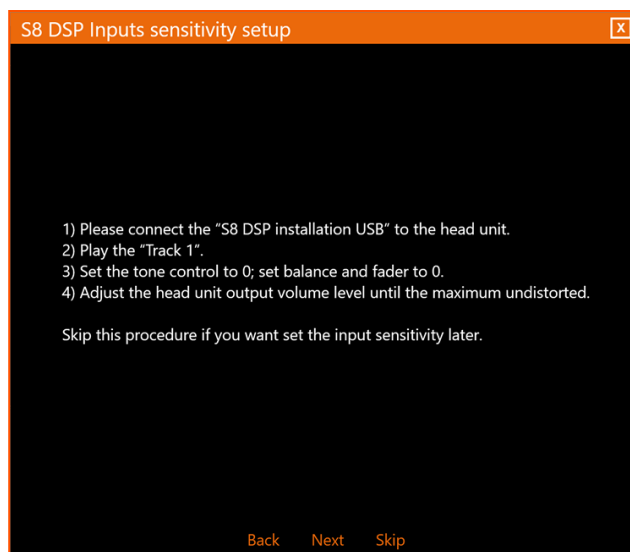 S8 DSP Inputs sensitivity setup X
1) Please connect the “S8 DSP installation USB” to the head unit.
2) Play the “Track 1”.
3) Set the tone control to 0; set balance and fader to 0.
4) Adjust the head unit output volume level until the maximum undistorted.
Skip this procedure if you want set the input sensitivity later.
Back Next Skip